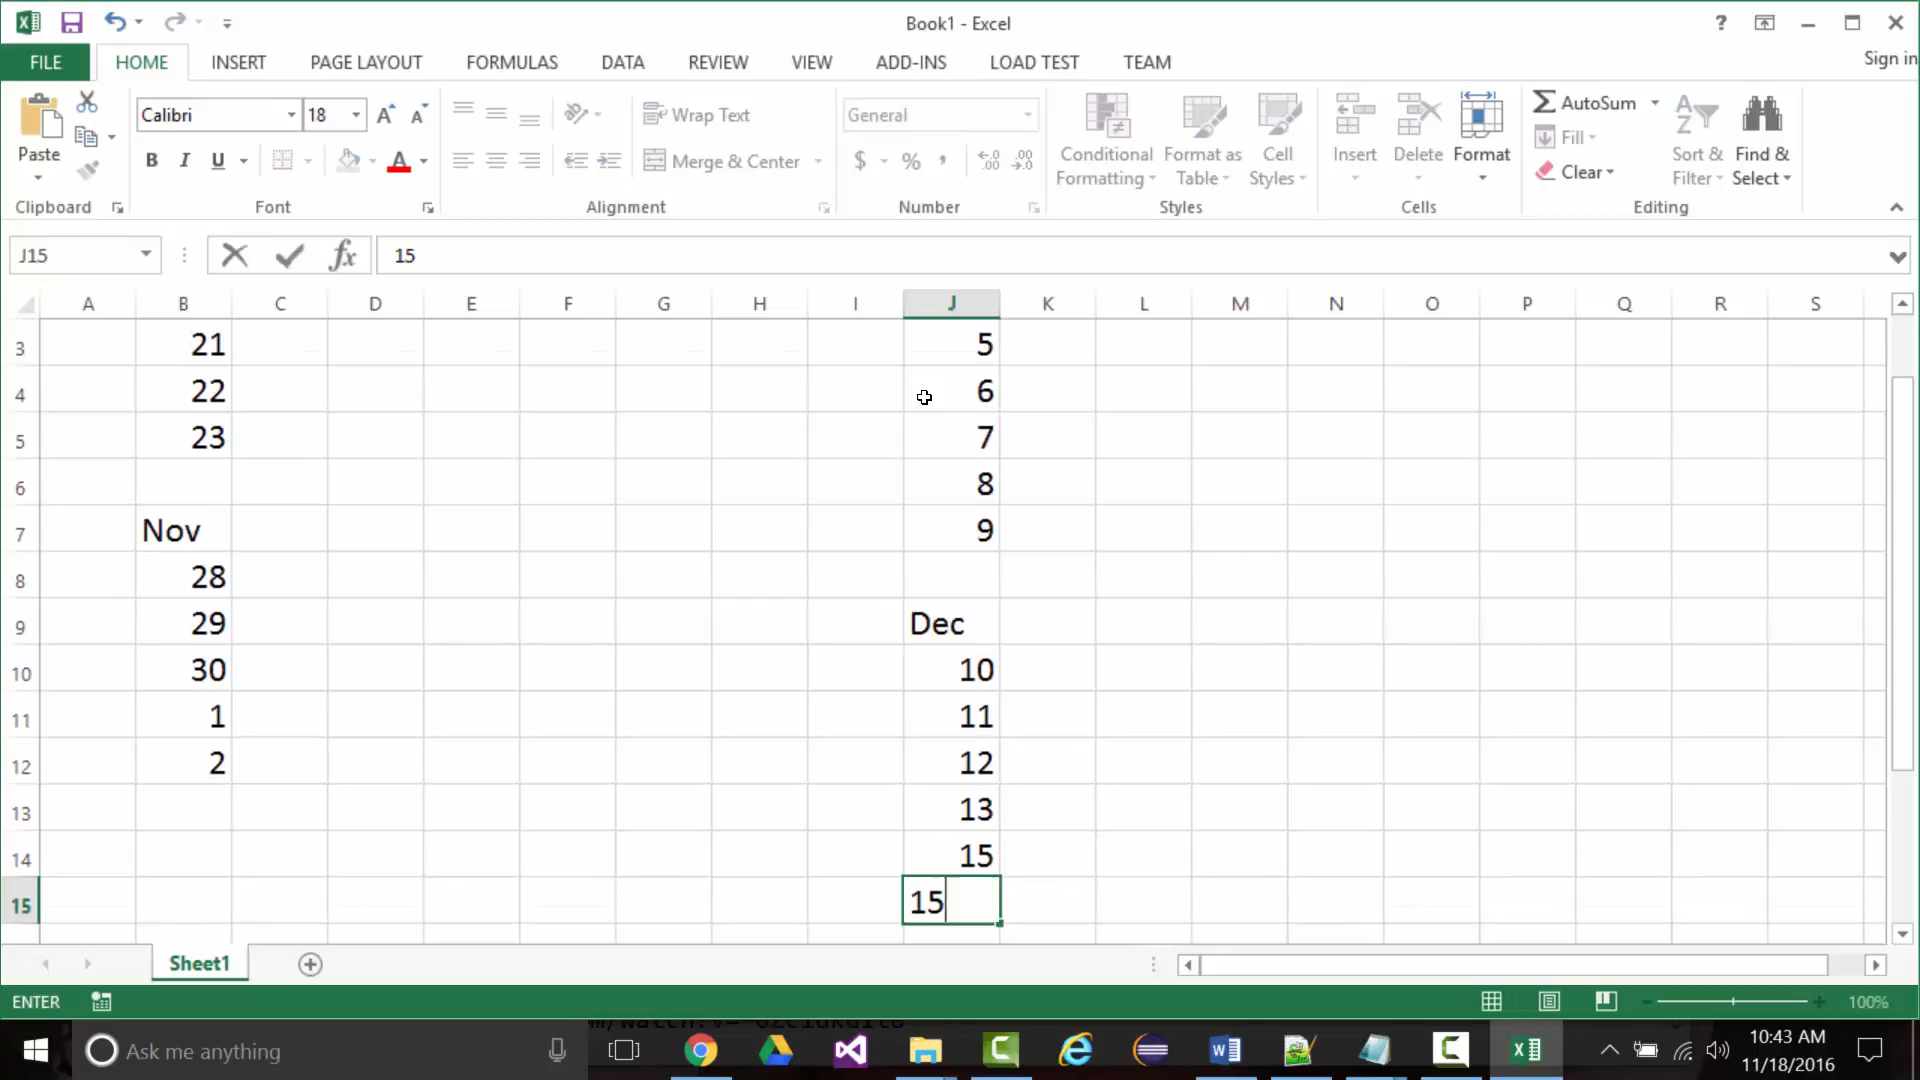 Book1 - Excel
?
FILE HOME INSERT PAGE LAYOUT FORMULAS DATA REVIEW VIEW ADD-INS LOAD TEST TEAM Sign in
Paste
Clipboard
Calibri 18
B I U A
Font
Wrap Text
Merge & Center
Alignment
General
$ % ,
Number
Conditional Formatting
Format as Table
Cell Styles
Styles
Insert Delete Format
Cells
AutoSum
Fill
Clear
Sort & Filter
Find & Select
Editing
J15 fx 15
A B C D E F G H I J K L M N O P Q R S
3 21 5
4 22 6
5 23 7
6 8
7 Nov 9
8 28
9 29 Dec
10 30 10
11 1 11
12 2 12
13 13
14 15
15 15
Sheet1
ENTER 100%
Ask me anything
10:43 AM
11/18/2016